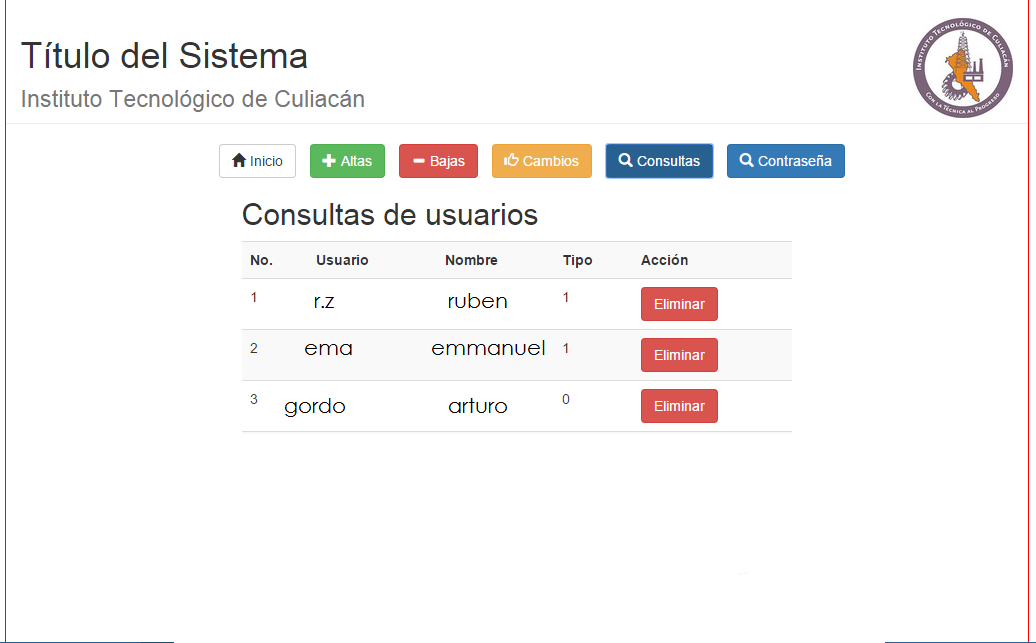 Título del Sistema
Instituto Tecnológico de Culiacán
INSTITUTO TECNOLÓGICO DE CULIACÁN
CON LA TÉCNICA AL PROGRESO
Inicio Altas Bajas Cambios Consultas Contraseña
Consultas de usuarios
No. Usuario Nombre Tipo Acción
1 r.z ruben 1 Eliminar
2 ema emmanuel 1 Eliminar
3 gordo arturo 0 Eliminar